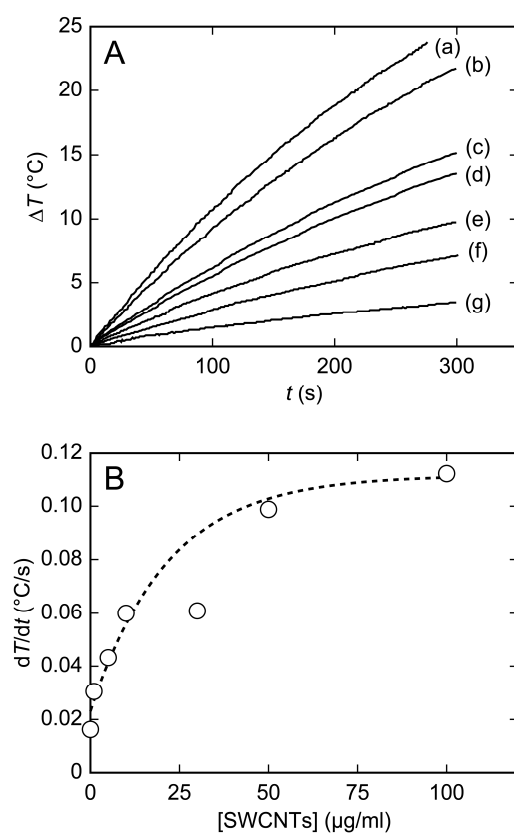 A
25
20
15
10
5
0
ΔT (°C)
(a)
(b)
(c)
(d)
(e)
(f)
(g)
0 100 200 300
t (s)
B
0.12
0.10
0.08
0.06
0.04
0.02
0
dT/dt (°C/s)
0 25 50 75 100
[SWCNTs] (µg/ml)